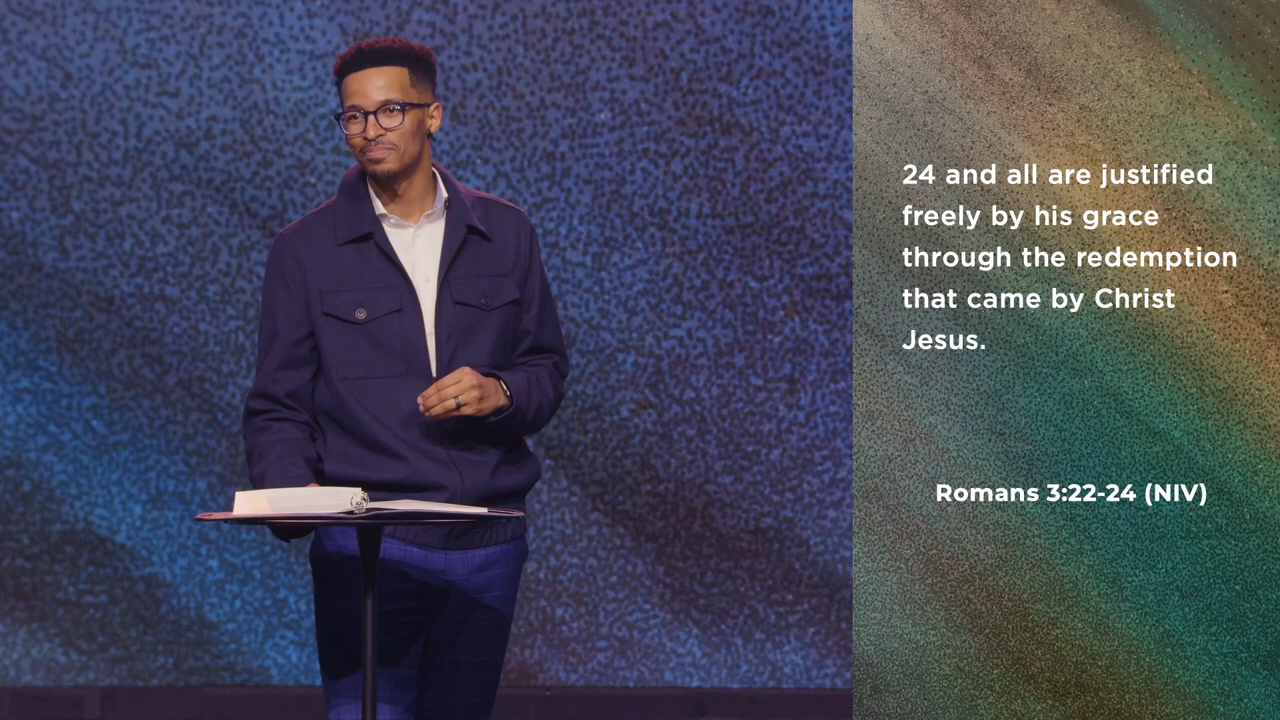 24 and all are justified
freely by his grace
through the redemption
that came by Christ
Jesus.
Romans 3:22-24 (NIV)